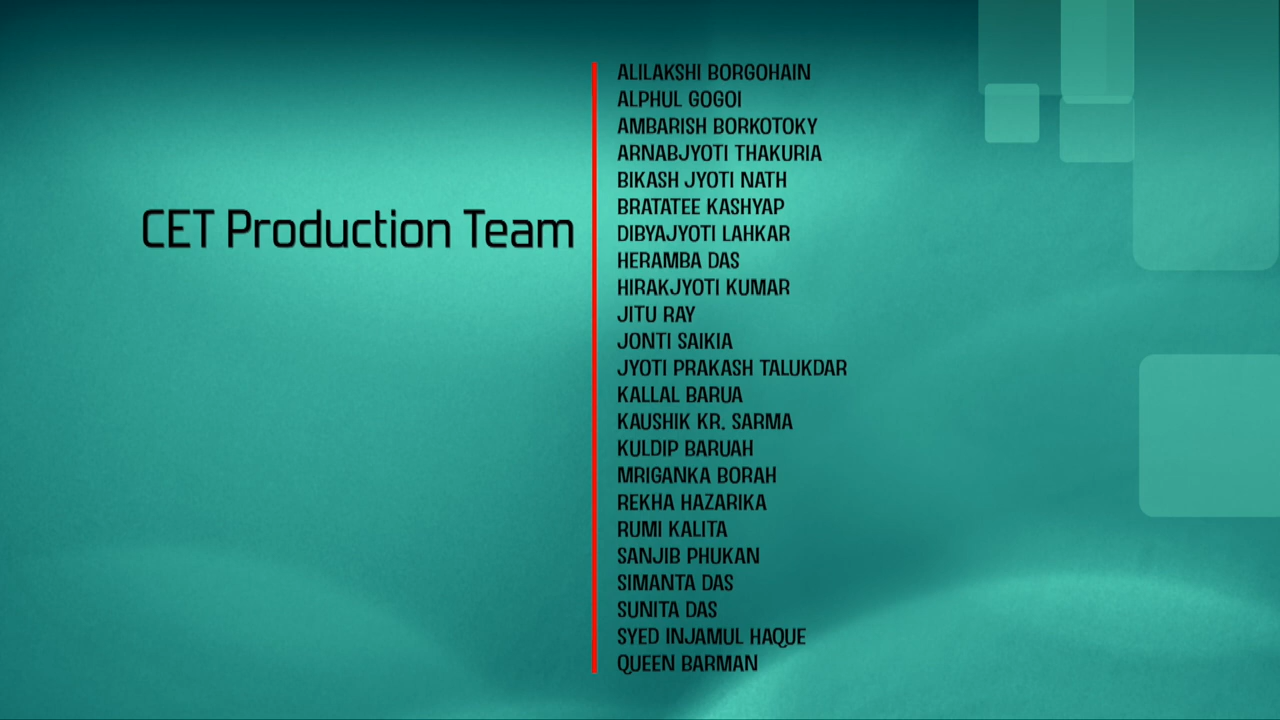 CET Production Team
ALILAKSHI BORGOHAIN
ALPHUL GOGOI
AMBARISH BORKOTOKY
ARNABJYOTI THAKURIA
BIKASH JYOTI NATH
BRATATEE KASHYAP
DIBYAJYOTI LAHKAR
HERAMBA DAS
HIRAKJYOTI KUMAR
JITU RAY
JONTI SAIKIA
JYOTI PRAKASH TALUKDAR
KALLAL BARUA
KAUSHIK KR. SARMA
KULDIP BARUAH
MRIGANKA BORAH
REKHA HAZARIKA
RUMI KALITA
SANJIB PHUKAN
SIMANTA DAS
SUNITA DAS
SYED INJAMUL HAQUE
QUEEN BARMAN